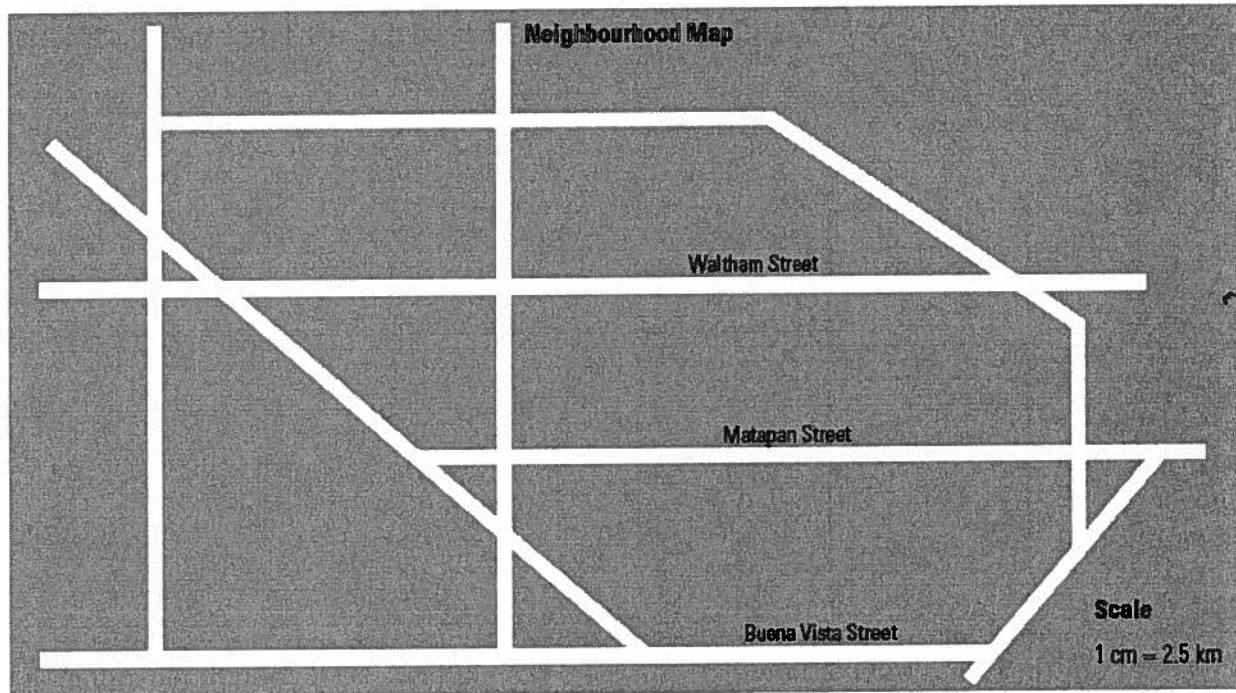 Neighbourhood Map
Waltham Street
Matapan Street
Buena Vista Street
Scale
1 cm = 2.5 km